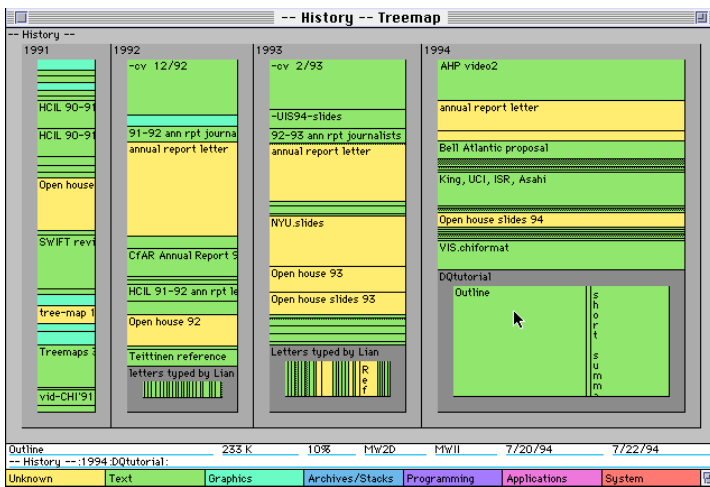 -- History -- Treemap
-- History --
1991
HCIL 90-91
HCIL 90-91
Open house
SWIFT revi
tree-map 1
Treemaps
vid-CHI'91
1992
-cv 12/92
91-92 ann rpt journa
annual report letter
CfAR Annual Report 9
HCIL 91-92 ann rpt le
Open house 92
Teittinen reference
letters typed by Lian
1993
-cv 2/93
-UIS94-slides
92-93 ann rpt journalists
annual report letter
NYU.slides
Open house 93
Open house slides 93
Letters typed by Lian
Ref
1994
AHP video2
annual report letter
Bell Atlantic proposal
King, UCI, ISR, Asahi
Open house slides 94
VIS.chiformat
DQtutorial
Outline
short summ
Outline 233 K 10% MW2D MWII 7/20/94 7/22/94
-- History --:1994:DQtutorial:
Unknown Text Graphics Archives/Stacks Programming Applications System